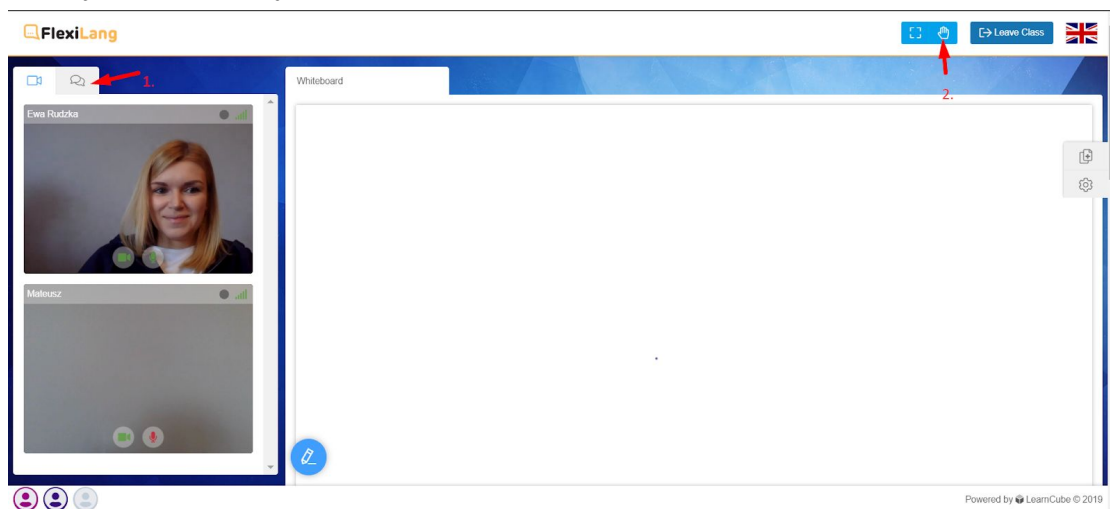 FlexiLang
Leave Class
1.
Whiteboard
2.
Ewa Rudzka
Mateusz
Powered by LearnCube © 2019